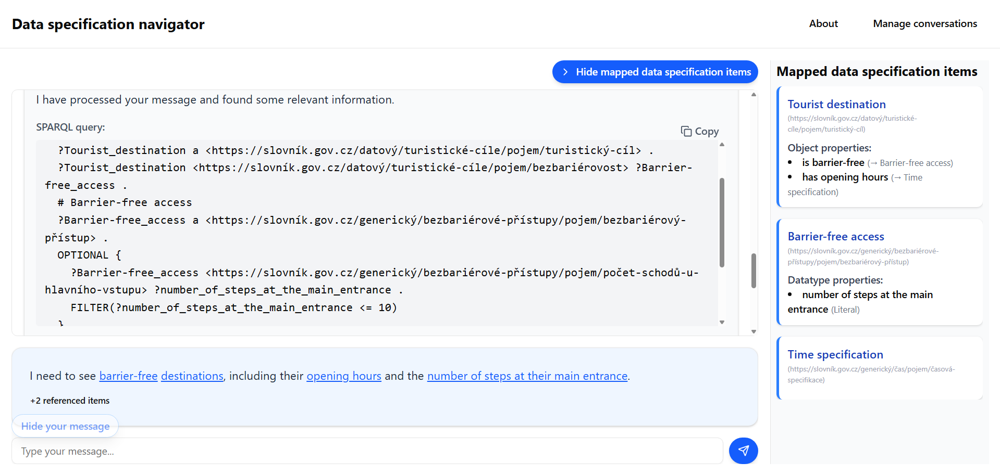 Data specification navigator
About
Manage conversations
Hide mapped data specification items
I have processed your message and found some relevant information.
SPARQL query:
Copy
?Tourist_destination a <https://slovník.gov.cz/datový/turistické-cíle/pojem/turistický-cíl> .
?Tourist_destination <https://slovník.gov.cz/datový/turistické-cíle/pojem/bezbariérovost> ?Barrier-
free_access .
# Barrier-free access
?Barrier-free_access a <https://slovník.gov.cz/generický/bezbariérové-přístupy/pojem/bezbariérový-
přístup> .
OPTIONAL {
?Barrier-free_access <https://slovník.gov.cz/generický/bezbariérové-přístupy/pojem/počet-schodů-u-
hlavního-vstupu> ?number_of_steps_at_the_main_entrance .
FILTER(?number_of_steps_at_the_main_entrance <= 10)
}
I need to see barrier-free destinations, including their opening hours and the number of steps at their main entrance.
+2 referenced items
Hide your message
Type your message...
Mapped data specification items
Tourist destination
(https://slovník.gov.cz/datový/turistické-
cíle/pojem/turistický-cíl)
Object properties:
• is barrier-free (→ Barrier-free access)
• has opening hours (→ Time
specification)
Barrier-free access
(https://slovník.gov.cz/generický/bezbariérové-
přístupy/pojem/bezbariérový-přístup)
Datatype properties:
• number of steps at the main
entrance (Literal)
Time specification
(https://slovník.gov.cz/generický/čas/pojem/časová-
specifikace)